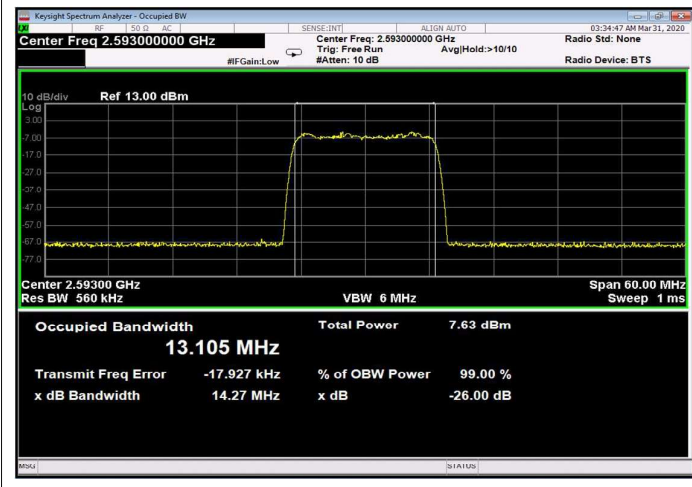 Keysight Spectrum Analyzer - Occupied BW
RF 50 Ω AC SENSE:INT ALIGN AUTO 03:34:47 AM Mar 31, 2020
Center Freq 2.593000000 GHz Center Freq: 2.593000000 GHz Radio Std: None
Trig: Free Run Avg|Hold:>10/10
#IFGain:Low #Atten: 10 dB Radio Device: BTS
10 dB/div Ref 13.00 dBm
Log
3.00
-7.00
-17.0
-27.0
-37.0
-47.0
-57.0
-67.0
-77.0
Center 2.59300 GHz Span 60.00 MHz
Res BW 560 kHz VBW 6 MHz Sweep 1 ms
Occupied Bandwidth Total Power 7.63 dBm
13.105 MHz
Transmit Freq Error -17.927 kHz % of OBW Power 99.00 %
x dB Bandwidth 14.27 MHz x dB -26.00 dB
MSG STATUS